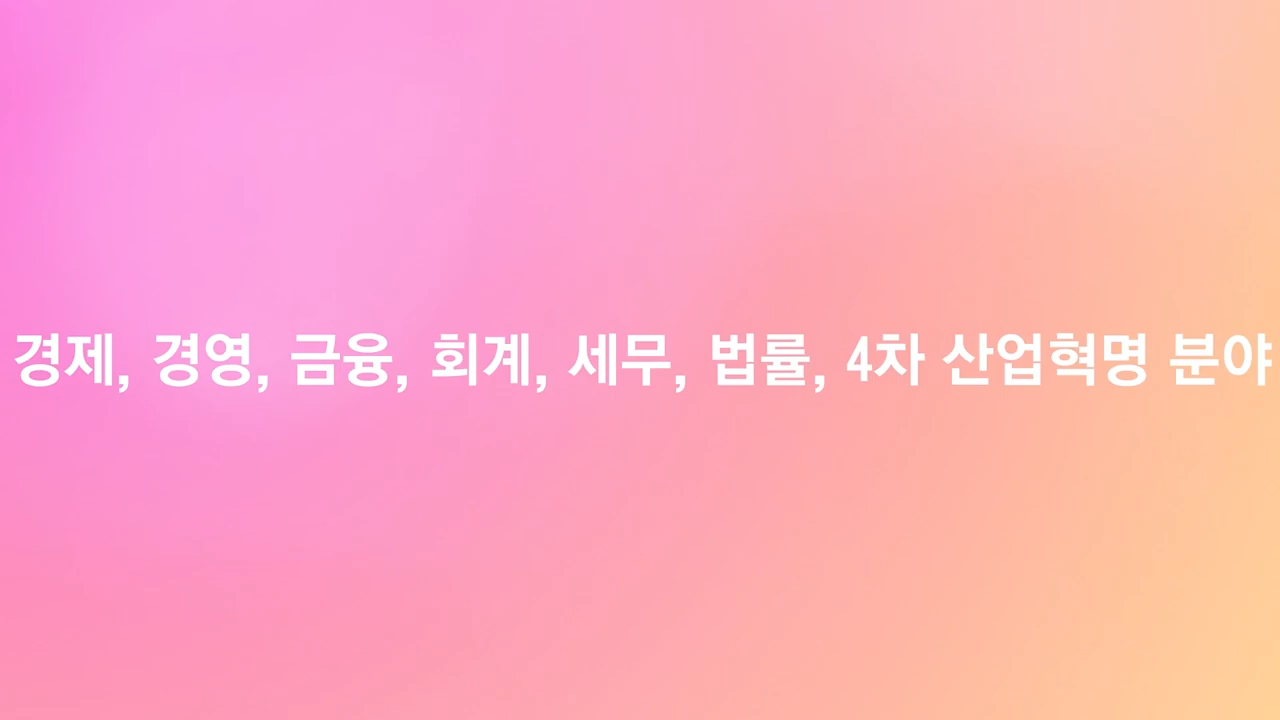 경제, 경영, 금융, 회계, 세무, 법률, 4차 산업혁명 분야